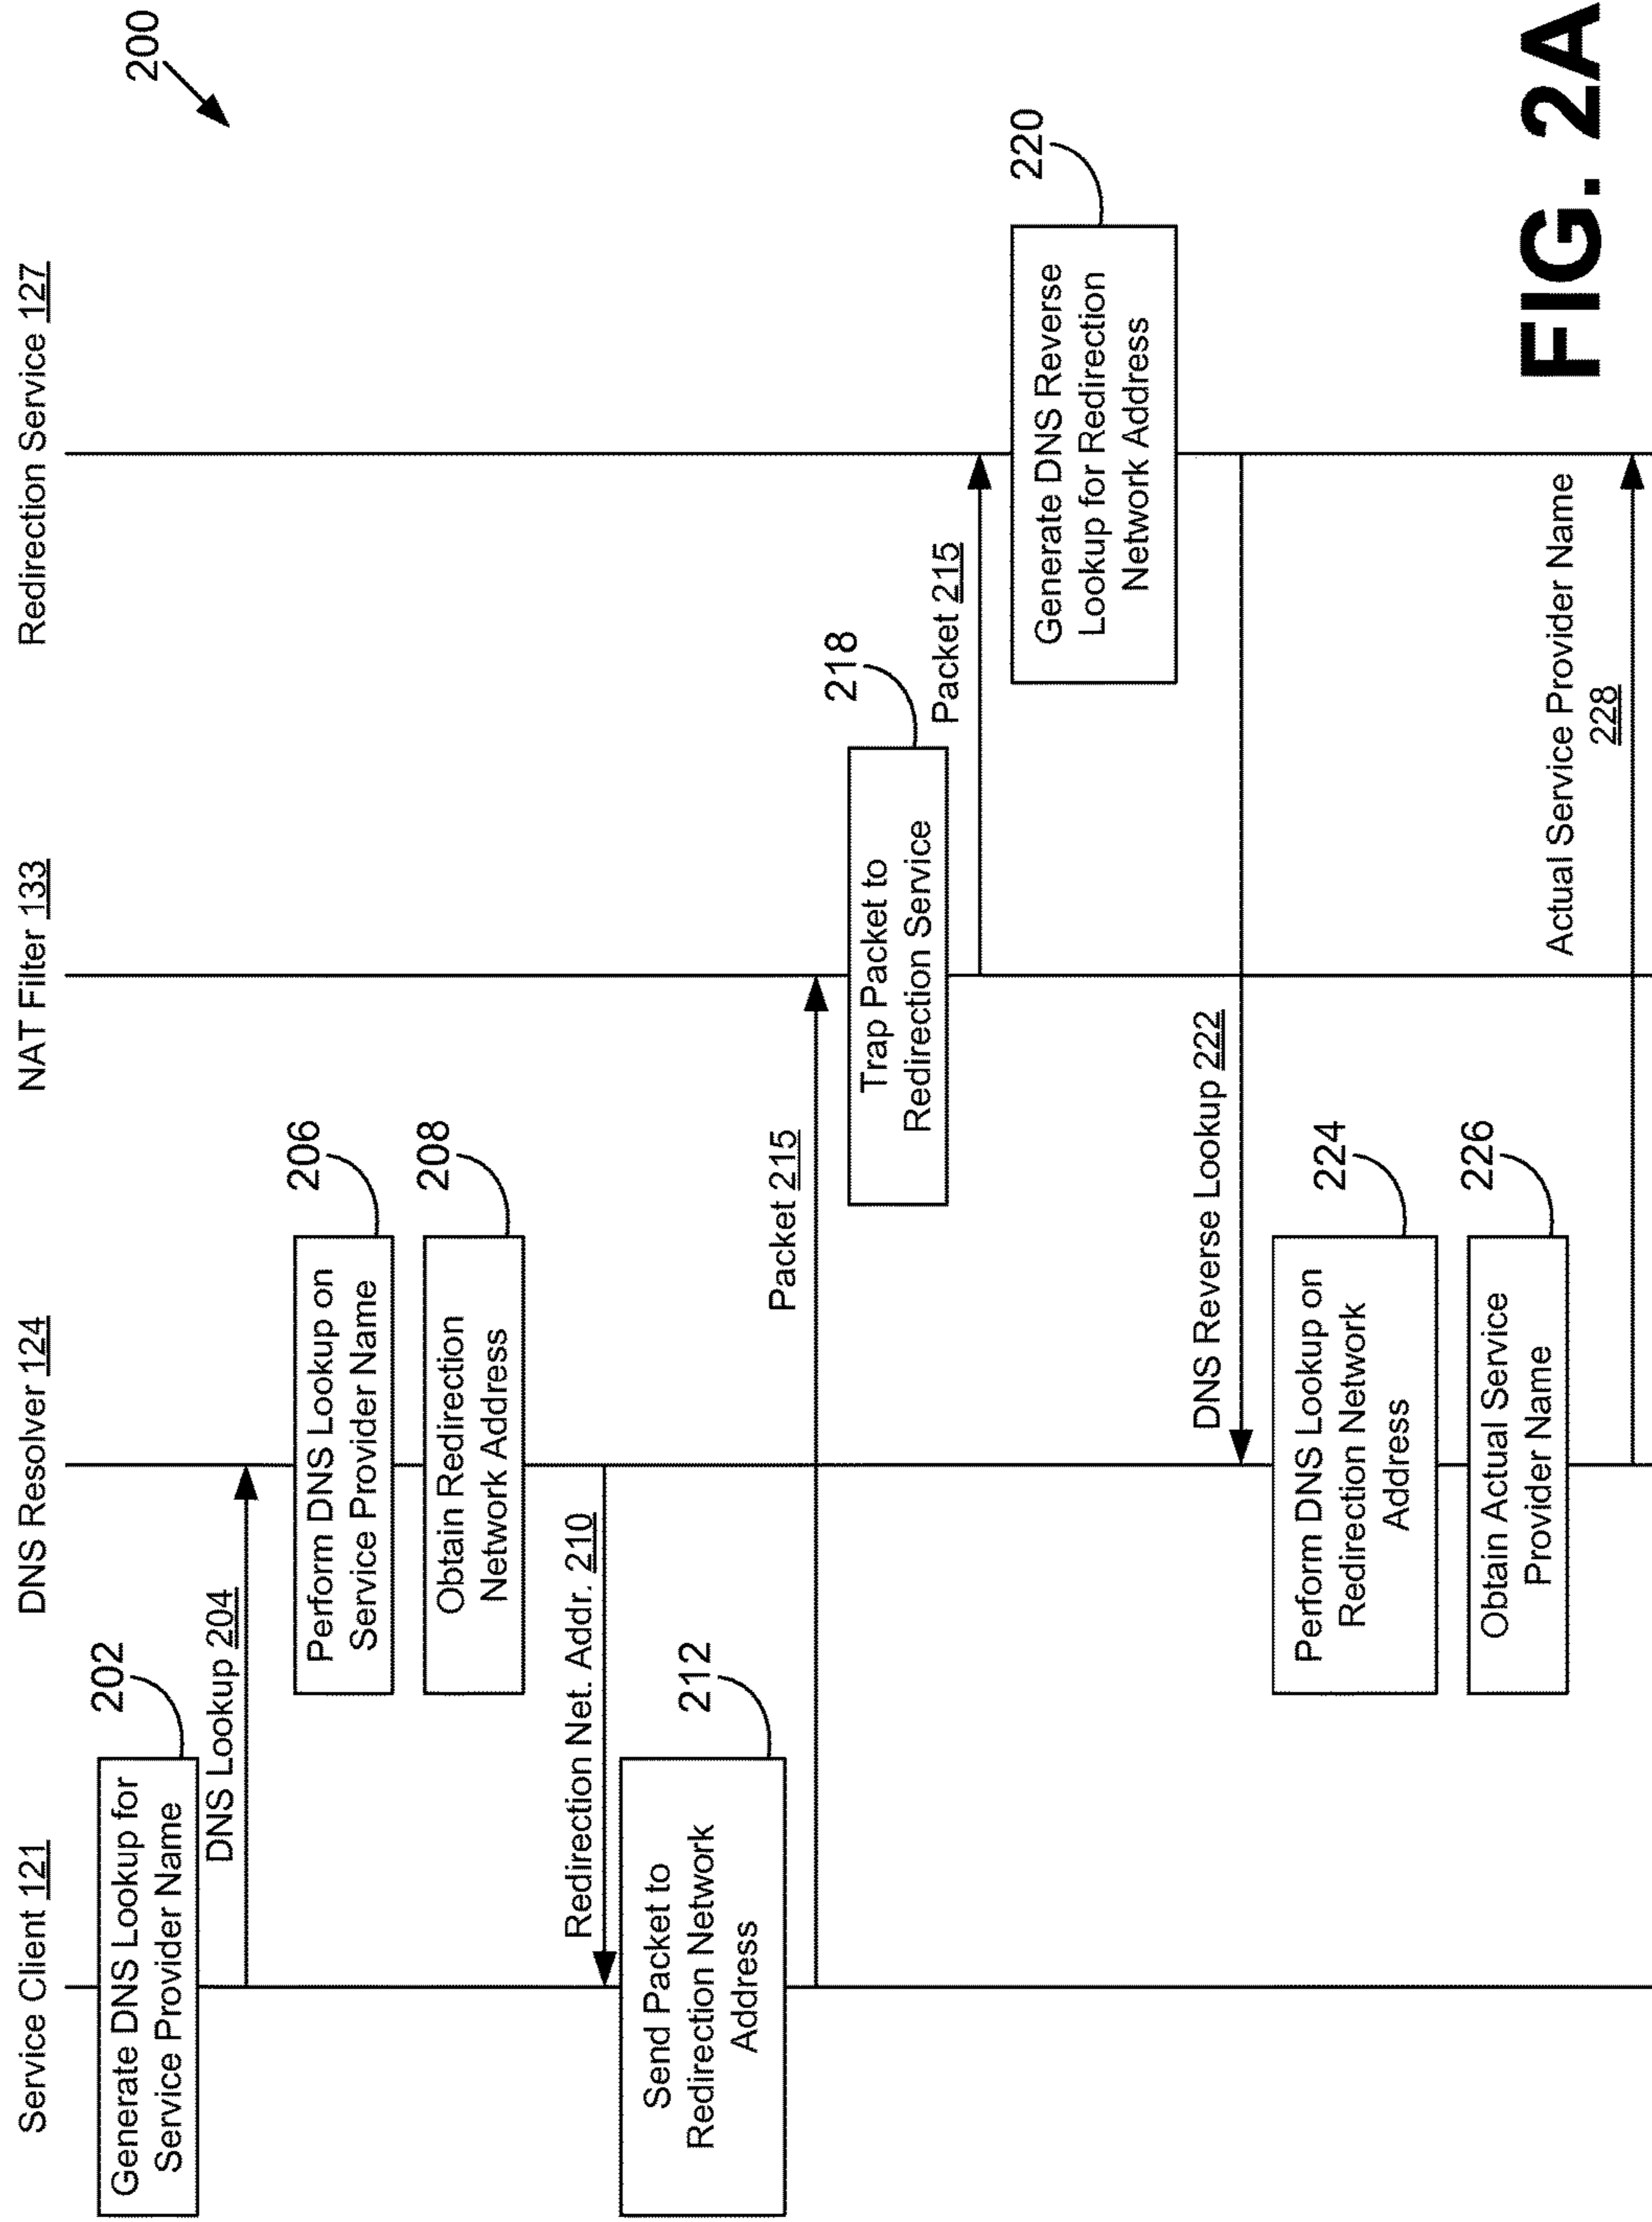 200
Service Client 121
DNS Resolver 124
NAT Filter 133
Redirection Service 127
202
Generate DNS Lookup for
Service Provider Name
DNS Lookup 204
206
Perform DNS Lookup on
Service Provider Name
208
Obtain Redirection
Network Address
Redirection Net. Addr. 210
212
Send Packet to
Redirection Network
Address
Packet 215
218
Trap Packet to
Redirection Service
Packet 215
220
Generate DNS Reverse
Lookup for Redirection
Network Address
DNS Reverse Lookup 222
224
Perform DNS Lookup on
Redirection Network
Address
226
Obtain Actual Service
Provider Name
Actual Service Provider Name
228
FIG. 2A